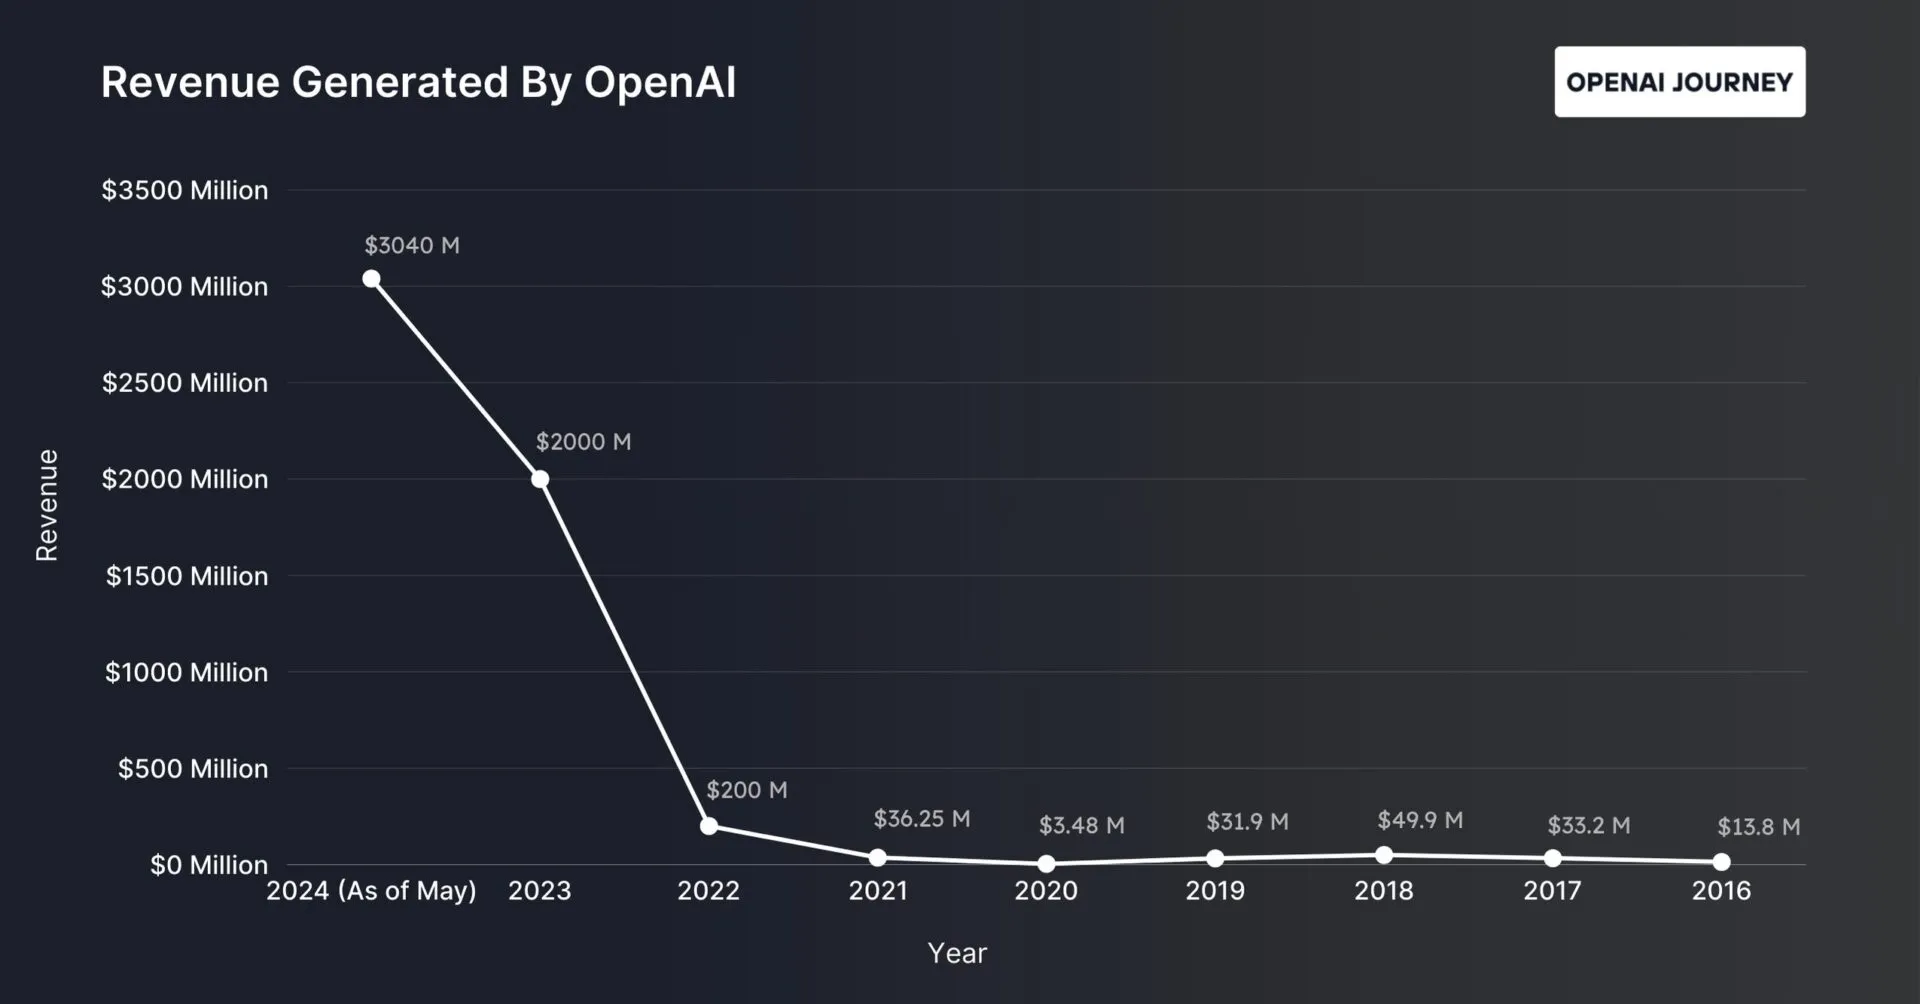 Revenue Generated By OpenAI
OPENAI JOURNEY
$3500 Million
$3040 M
$3000 Million
$2500 Million
$2000 M
$2000 Million
Revenue
$1500 Million
$1000 Million
$500 Million
$200 M
$36.25 M
$3.48 M
$31.9 M
$49.9 M
$33.2 M
$13.8 M
$0 Million
2024 (As of May)
2023
2022
2021
2020
2019
2018
2017
2016
Year